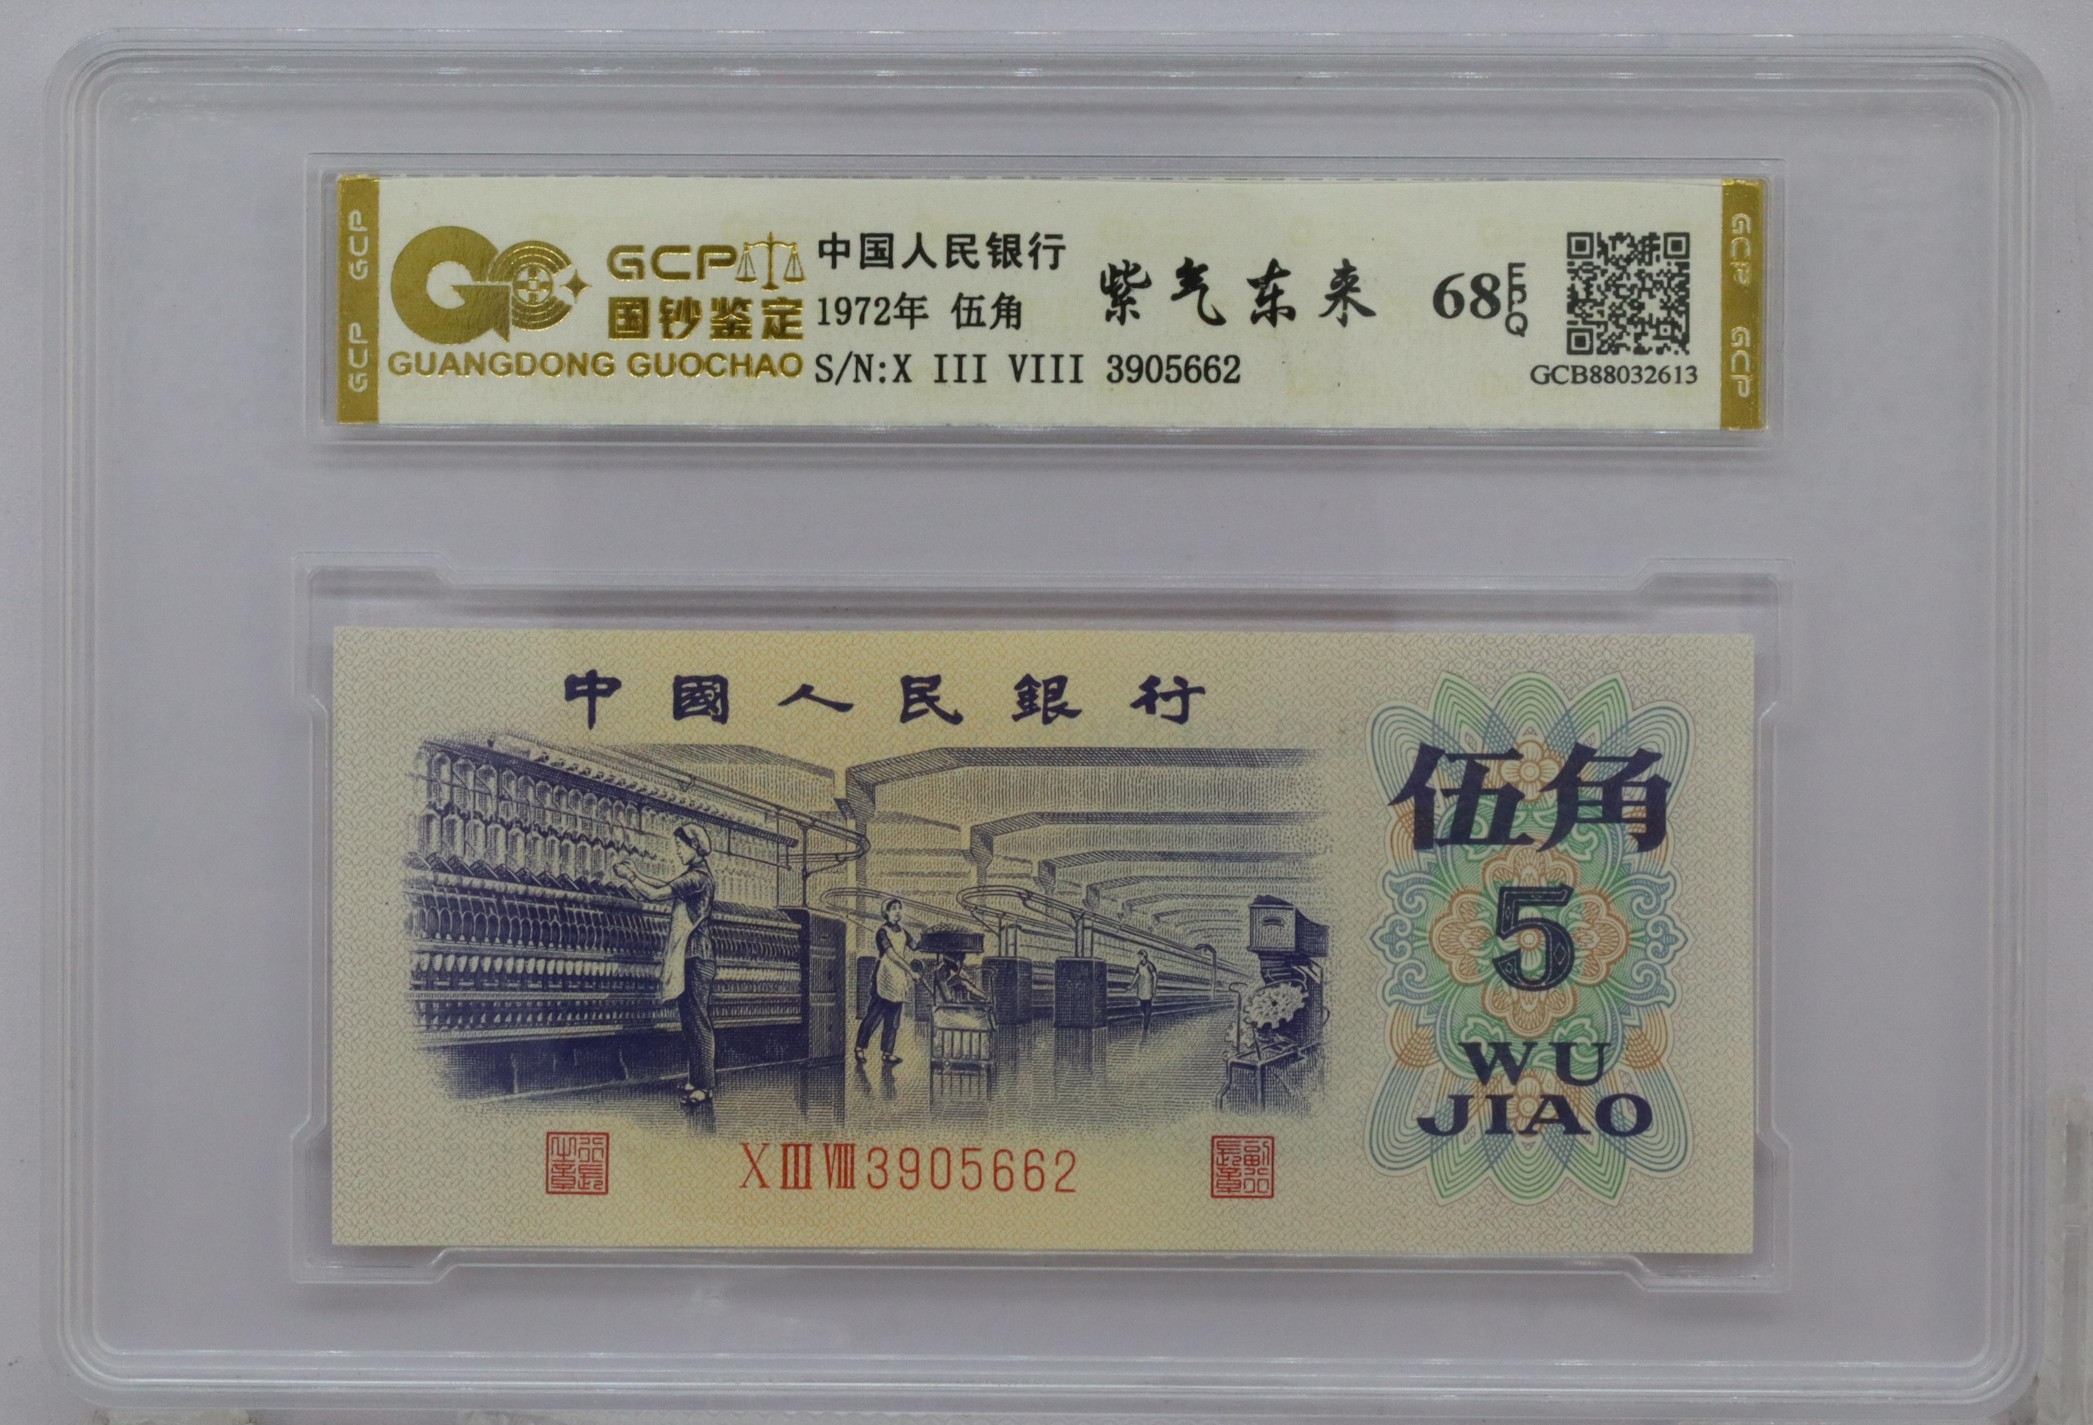 GCP
国钞鉴定
GUANGDONG GUOCHAO
中国人民银行
1972年 伍角
S/N:X III VIII 3905662
紫气东来
68 EPQ
GCB88032613
GCP GCP
GCP GCP
中國人民銀行
伍角
5
WU
JIAO
X III VIII 3905662